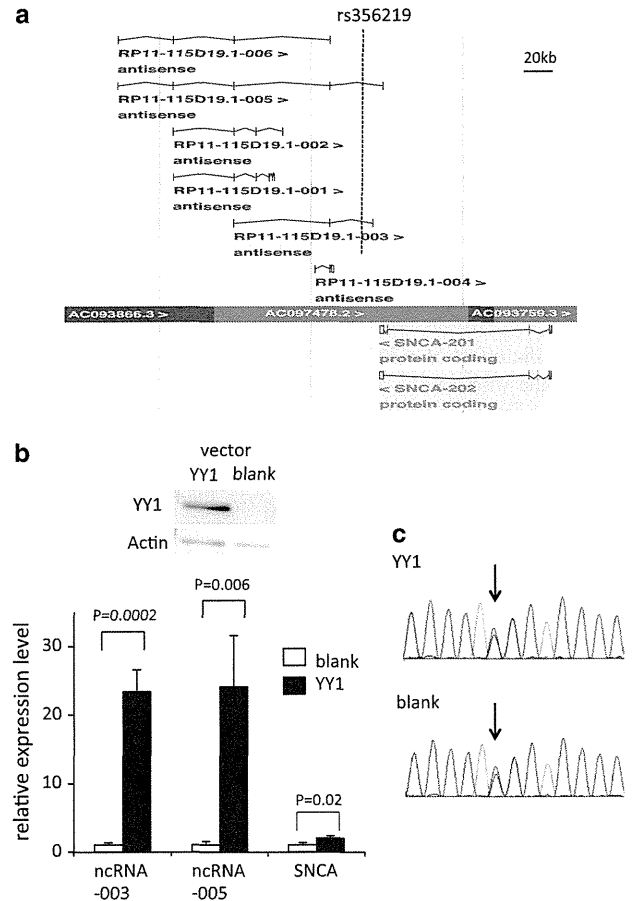 a
rs356219
20kb
RP11-115D19.1-006 >
antisense
RP11-115D19.1-005 >
antisense
RP11-115D19.1-002 >
antisense
RP11-115D19.1-001 >
antisense
RP11-115D19.1-003 >
antisense
RP11-115D19.1-004 >
antisense
AC093866.3 > AC097478.2 > AC093759.3 >
< SNCA-201
protein coding
< SNCA-202
protein coding
b
vector
YY1 blank
YY1
Actin
c
YY1
blank
P=0.0002
P=0.006
P=0.02
blank
YY1
relative expression level
30
20
10
0
ncRNA
-003
ncRNA
-005
SNCA